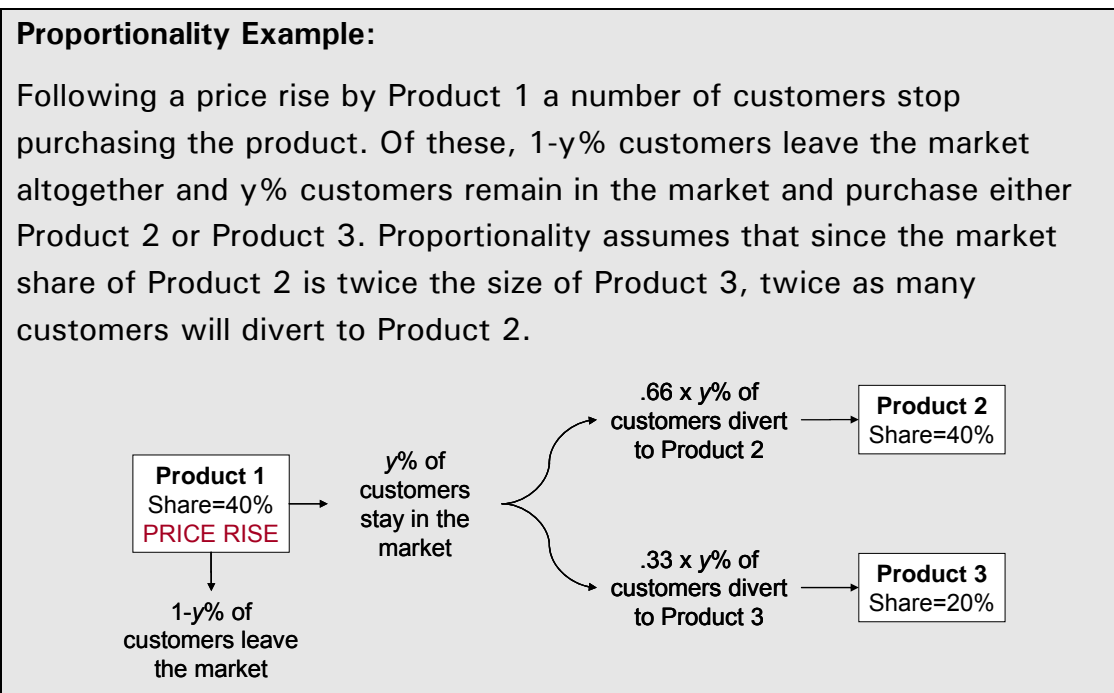 Proportionality Example:
Following a price rise by Product 1 a number of customers stop
purchasing the product. Of these, 1-y% customers leave the market
altogether and y% customers remain in the market and purchase either
Product 2 or Product 3. Proportionality assumes that since the market
share of Product 2 is twice the size of Product 3, twice as many
customers will divert to Product 2.
Product 1
Share=40%
PRICE RISE
1-y% of
customers leave
the market
y% of
customers
stay in the
market
.66 x y% of
customers divert
to Product 2
Product 2
Share=40%
.33 x y% of
customers divert
to Product 3
Product 3
Share=20%